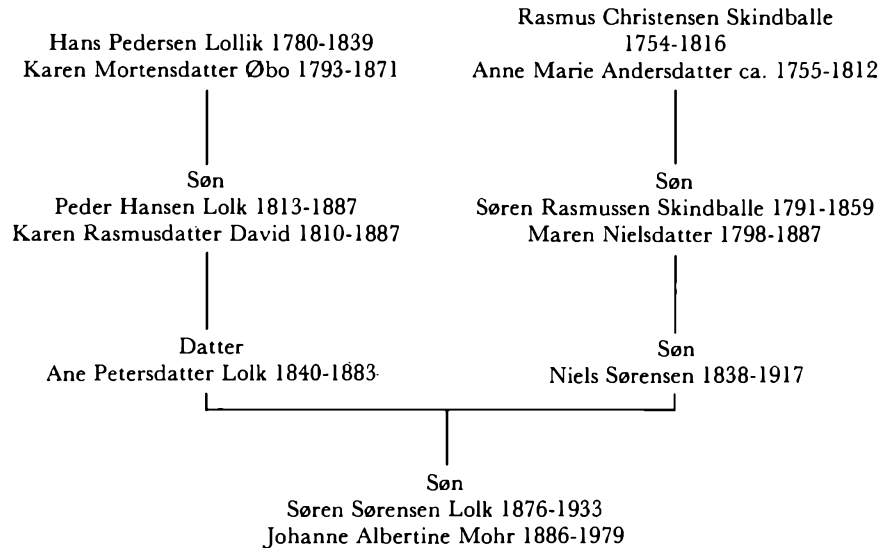 Hans Pedersen Lollik 1780-1839
Karen Mortensdatter Øbo 1793-1871
Rasmus Christensen Skindballe
1754-1816
Anne Marie Andersdatter ca. 1755-1812
Søn
Peder Hansen Lolk 1813-1887
Karen Rasmusdatter David 1810-1887
Søn
Søren Rasmussen Skindballe 1791-1859
Maren Nielsdatter 1798-1887
Datter
Ane Petersdatter Lolk 1840-1883
Søn
Niels Sørensen 1838-1917
Søn
Søren Sørensen Lolk 1876-1933
Johanne Albertine Mohr 1886-1979